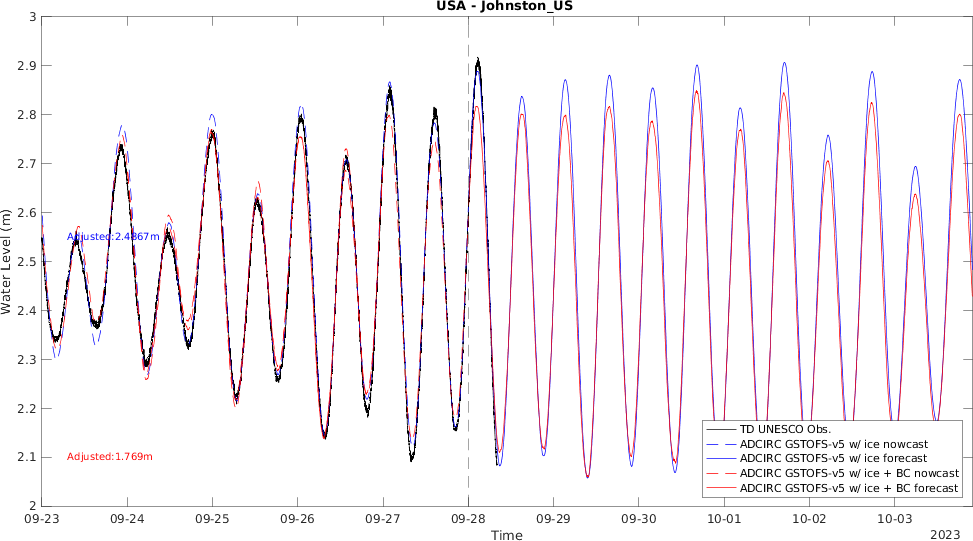 USA - Johnston_US
3
2.9
2.8
2.7
2.6
2.5
2.4
2.3
2.2
2.1
2
Water Level (m)
Adjusted:2.4867m
Adjusted:1.769m
TD UNESCO Obs.
ADCIRC GSTOFS-v5 w/ ice nowcast
ADCIRC GSTOFS-v5 w/ ice forecast
ADCIRC GSTOFS-v5 w/ ice + BC nowcast
ADCIRC GSTOFS-v5 w/ ice + BC forecast
09-23 09-24 09-25 09-26 09-27 09-28 09-29 09-30 10-01 10-02 10-03
Time
2023